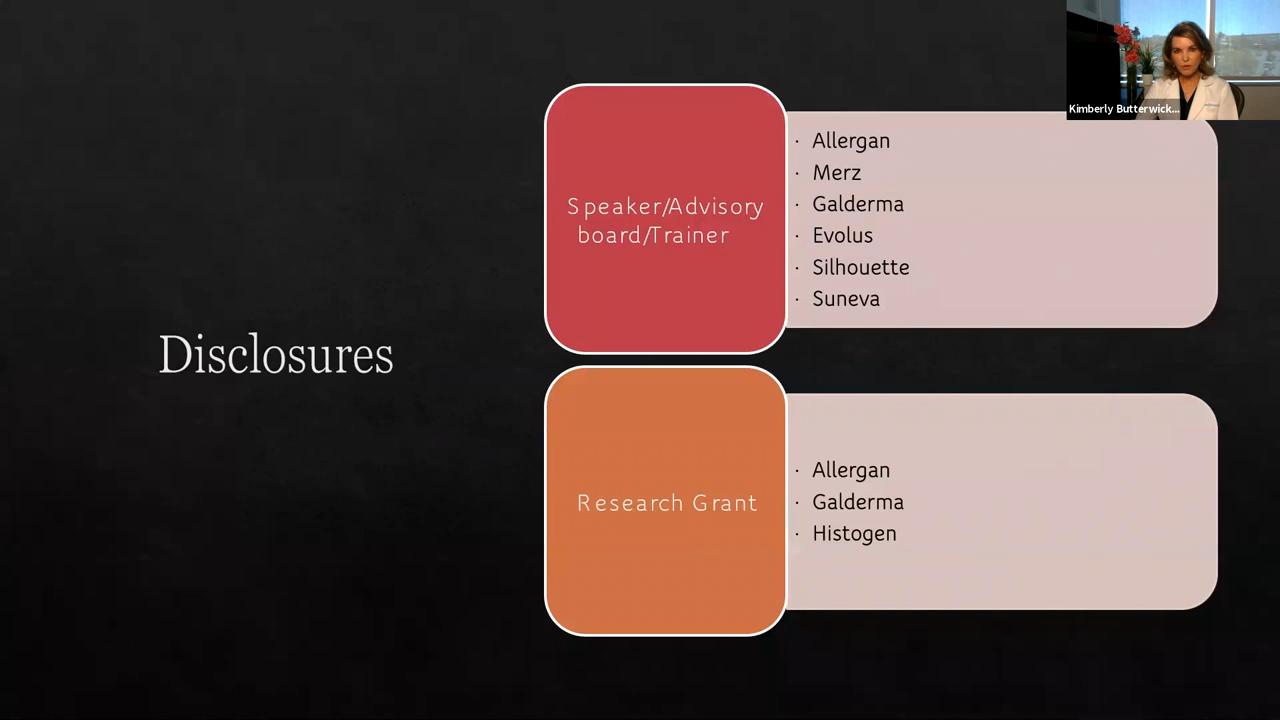 Kimberly Butterwick...
Disclosures
Speaker/Advisory
board/Trainer
· Allergan
· Merz
· Galderma
· Evolus
· Silhouette
· Suneva
Research Grant
· Allergan
· Galderma
· Histogen